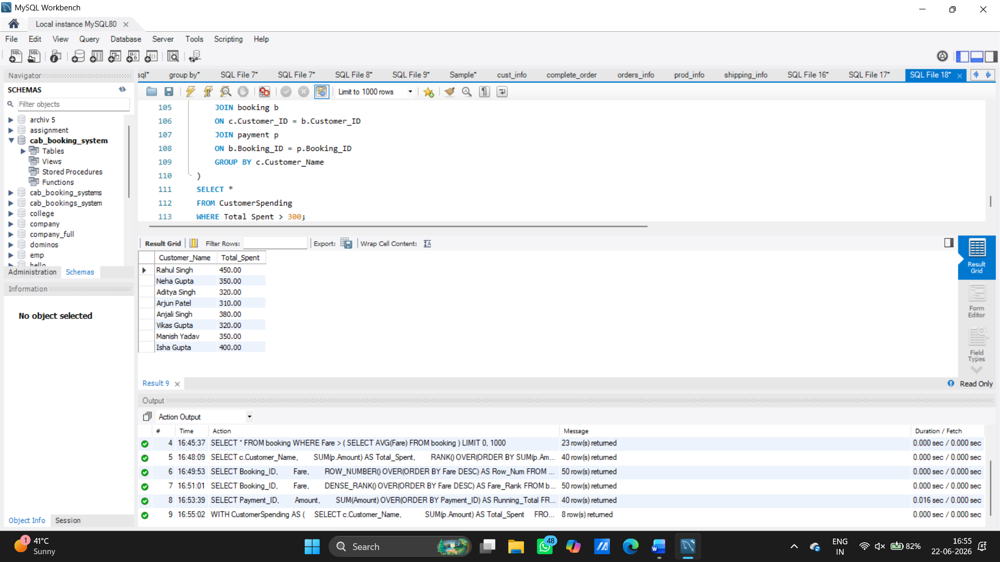 MySQL Workbench
Local instance MySQL80
File Edit View Query Database Server Tools Scripting Help
Navigator
sql* group by* SQL File 7* SQL File 7* SQL File 8* SQL File 9* Sample* cust_info complete_order orders_info prod_info shipping_info SQL File 16* SQL File 17* SQL File 18*
SCHEMAS
Filter objects
archiv 5
assignment
cab_booking_system
Tables
Views
Stored Procedures
Functions
cab_booking_systems
cab_bookings_system
college
company
company_full
dominos
emp
hello
Administration Schemas
Information
No object selected
Object Info Session
Limit to 1000 rows
105 JOIN booking b
106 ON c.Customer_ID = b.Customer_ID
107 JOIN payment p
108 ON b.Booking_ID = p.Booking_ID
109 GROUP BY c.Customer_Name
110 )
111 SELECT *
112 FROM CustomerSpending
113 WHERE Total Spent > 300;
Result Grid Filter Rows: Export: Wrap Cell Content:
Customer_Name Total_Spent
Rahul Singh 450.00
Neha Gupta 350.00
Aditya Singh 320.00
Arjun Patel 310.00
Anjali Singh 380.00
Vikas Gupta 320.00
Manish Yadav 350.00
Isha Gupta 400.00
Result Grid
Form Editor
Field Types
Result 9
Read Only
Output
Action Output
# Time Action Message Duration / Fetch
4 16:45:37 SELECT * FROM booking WHERE Fare > ( SELECT AVG(Fare) FROM booking ) LIMIT 0, 1000 23 row(s) returned 0.000 sec / 0.000 sec
5 16:48:09 SELECT c.Customer_Name, SUM(p.Amount) AS Total_Spent, RANK() OVER(ORDER BY SUM(p.Am... 40 row(s) returned 0.000 sec / 0.000 sec
6 16:49:53 SELECT Booking_ID, Fare, ROW_NUMBER() OVER(ORDER BY Fare DESC) AS Row_Num FROM ... 50 row(s) returned 0.000 sec / 0.000 sec
7 16:51:01 SELECT Booking_ID, Fare, DENSE_RANK() OVER(ORDER BY Fare DESC) AS Fare_Rank FROM b... 50 row(s) returned 0.000 sec / 0.000 sec
8 16:53:39 SELECT Payment_ID, Amount, SUM(Amount) OVER(ORDER BY Payment_ID) AS Running_Total FR... 40 row(s) returned 0.016 sec / 0.000 sec
9 16:55:02 WITH CustomerSpending AS ( SELECT c.Customer_Name, SUM(p.Amount) AS Total_Spent FRO... 8 row(s) returned 0.000 sec / 0.000 sec
1
41°C
Sunny
Search
48
ENG
IN
82%
16:55
22-06-2026